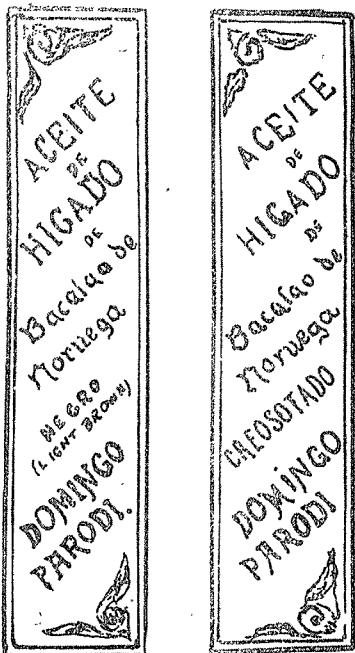 ACEITE
DE
HIGADO
DE
Bacalao de
Noruega
NEGRO
(LIGHT BROWN)
DOMINGO
PARODI.
ACEITE
DE
HIGADO
DE
Bacalao de
Noruega
CREOSOTADO
DOMINGO
PARODI